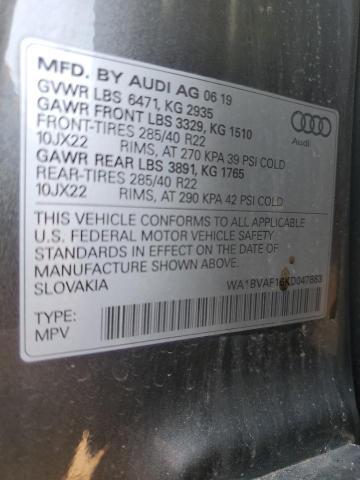 MFD. BY AUDI AG 06 19
GVWR LBS 6471, KG 2935
GAWR FRONT LBS 3329, KG 1510
FRONT-TIRES 285/40 R22
10JX22 RIMS, AT 270 KPA 39 PSI COLD
GAWR REAR LBS 3891, KG 1765
REAR-TIRES 285/40 R22
10JX22 RIMS, AT 290 KPA 42 PSI COLD
Audi
THIS VEHICLE CONFORMS TO ALL APPLICABLE
U.S. FEDERAL MOTOR VEHICLE SAFETY
STANDARDS IN EFFECT ON THE DATE OF
MANUFACTURE SHOWN ABOVE.
SLOVAKIA
TYPE:
MPV